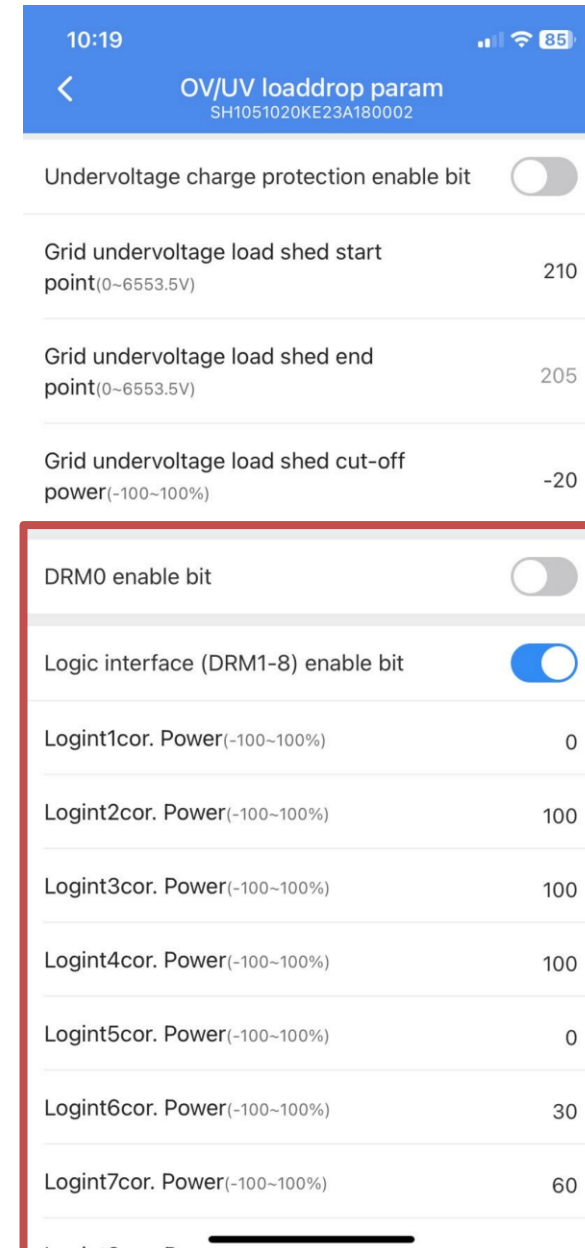 10:19
85
OV/UV loaddrop param
SH1051020KE23A180002
Undervoltage charge protection enable bit
Grid undervoltage load shed start
point(0~6553.5V)
210
Grid undervoltage load shed end
point(0~6553.5V)
205
Grid undervoltage load shed cut-off
power(-100~100%)
-20
DRM0 enable bit
Logic interface (DRM1-8) enable bit
Logint1cor. Power(-100~100%)
0
Logint2cor. Power(-100~100%)
100
Logint3cor. Power(-100~100%)
100
Logint4cor. Power(-100~100%)
100
Logint5cor. Power(-100~100%)
0
Logint6cor. Power(-100~100%)
30
Logint7cor. Power(-100~100%)
60